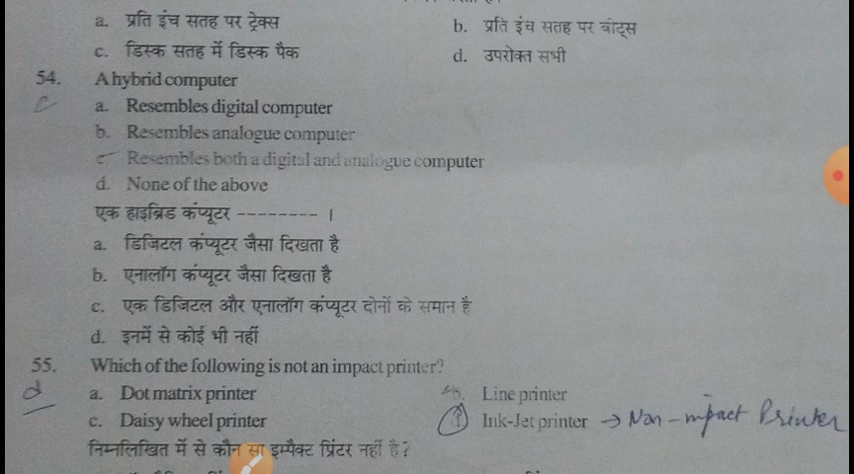 a. प्रति इंच सतह पर ट्रेक्स b. प्रति इंच सतह पर बोट्स
c. डिस्क सतह में डिस्क पैक d. उपरोक्त सभी
54. A hybrid computer
c a. Resembles digital computer
b. Resembles analogue computer
c. Resembles both a digital and analogue computer
d. None of the above
एक हाइब्रिड कंप्यूटर -------- ।
a. डिजिटल कंप्यूटर जैसा दिखता है
b. एनालॉग कंप्यूटर जैसा दिखता है
c. एक डिजिटल और एनालॉग कंप्यूटर दोनों के समान है
d. इनमें से कोई भी नहीं
55. Which of the following is not an impact printer?
d a. Dot matrix printer b. Line printer
c. Daisy wheel printer d Ink-Jet printer → Non-mpact Printer
निम्नलिखित में से कौन सा इम्पैक्ट प्रिंटर नहीं है?